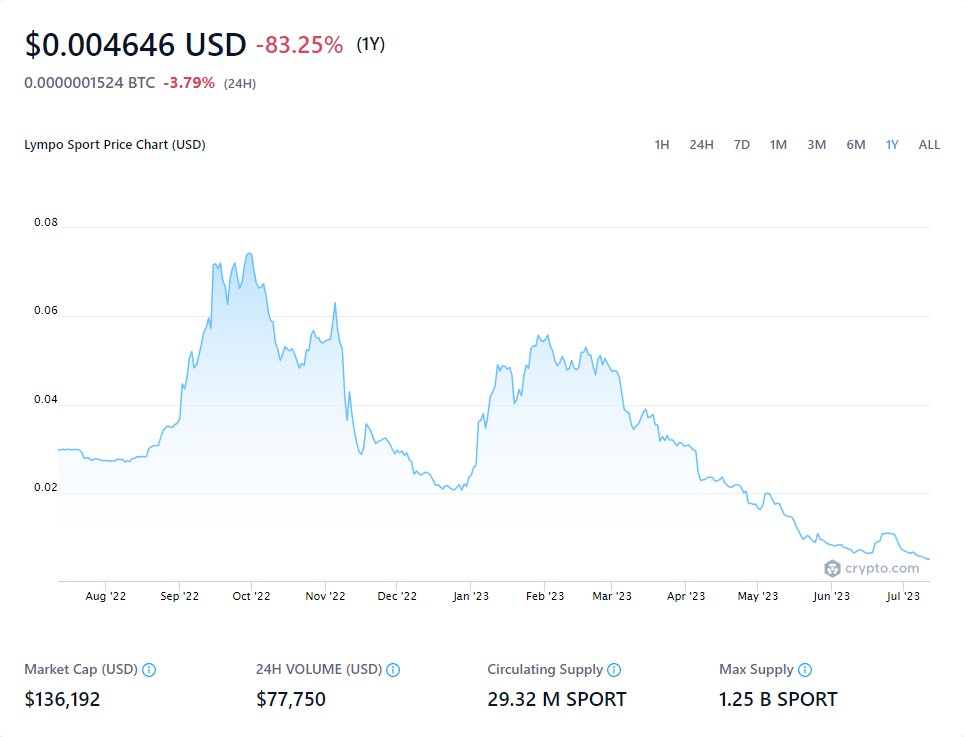 $0.004646 USD -83.25% (1Y)
0.0000001524 BTC -3.79% (24H)
Lympo Sport Price Chart (USD) 1H 24H 7D 1M 3M 6M 1Y ALL
0.08
0.06
0.04
0.02
crypto.com
Aug '22 Sep '22 Oct '22 Nov '22 Dec '22 Jan '23 Feb '23 Mar '23 Apr '23 May '23 Jun '23 Jul '23
Market Cap (USD) 24H VOLUME (USD) Circulating Supply Max Supply
$136,192 $77,750 29.32 M SPORT 1.25 B SPORT